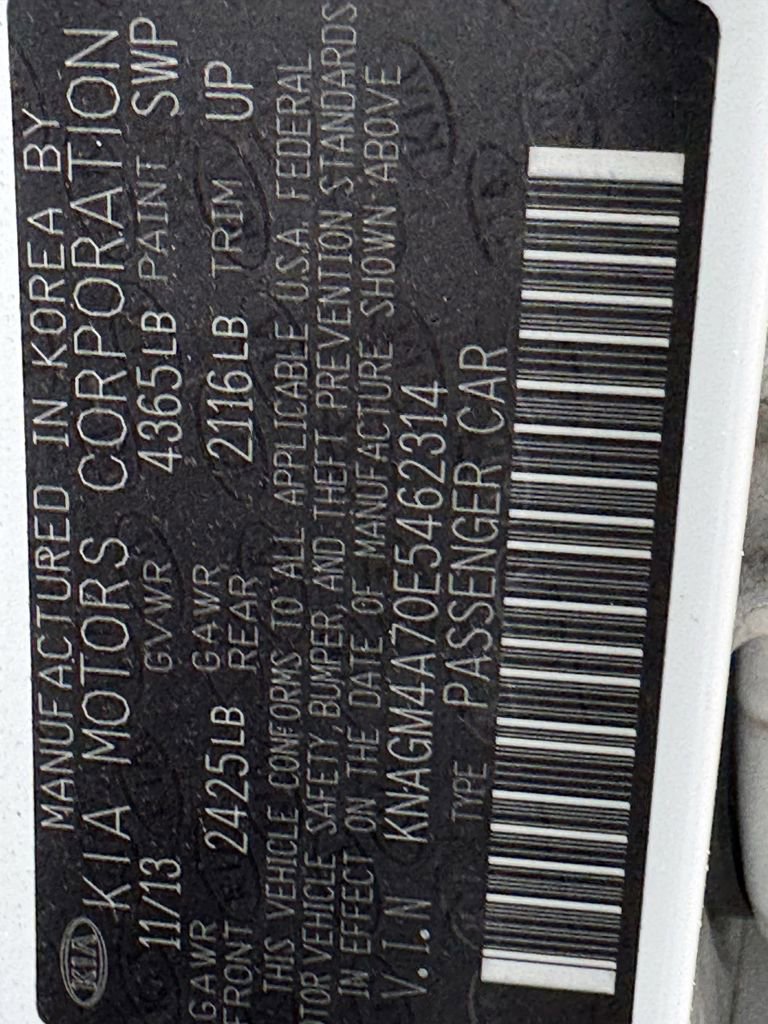 MANUFACTURED IN KOREA BY
KIA KIA MOTORS CORPORATION
11/13 GVWR 4365LB PAINT SWP
GAWR FRONT 2425LB GAWR REAR 2116LB TRIM UP
THIS VEHICLE CONFORMS TO ALL APPLICABLE U.S.A. FEDERAL
TOR VEHICLE SAFETY, BUMPER, AND THEFT PREVENTION STANDARDS
IN EFFECT ON THE DATE OF MANUFACTURE SHOWN ABOVE
V.I.N KNAGM4A70E5462314
TYPE PASSENGER CAR